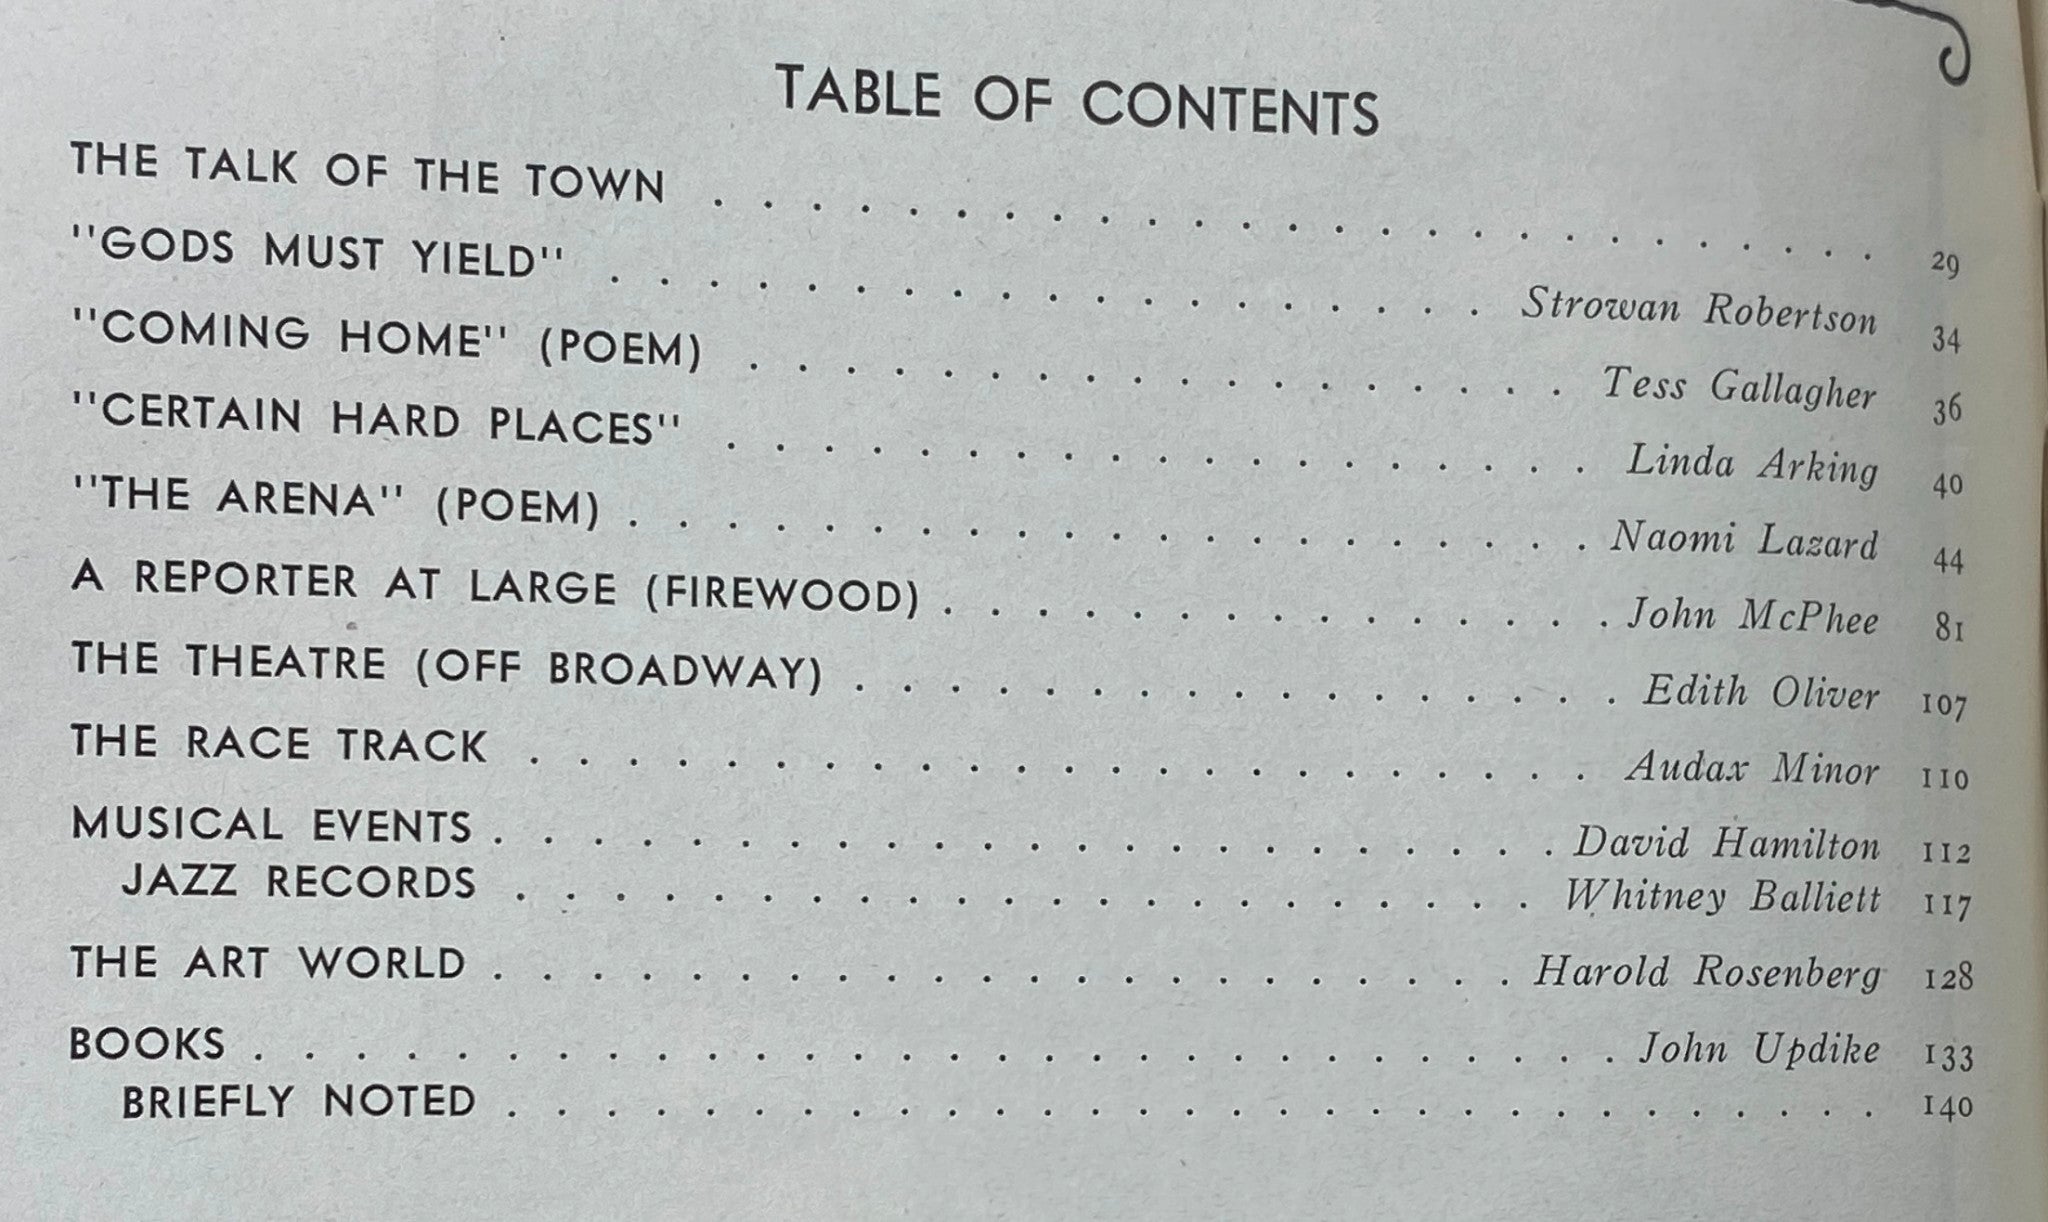 TABLE OF CONTENTS
THE TALK OF THE TOWN . . . . . . . . . . . . . . . . . . . . . . . . . 29
"GODS MUST YIELD" . . . . . . . . . . . . . . . . . . . Strowan Robertson 34
"COMING HOME" (POEM) . . . . . . . . . . . . . . . . . . Tess Gallagher 36
"CERTAIN HARD PLACES" . . . . . . . . . . . . . . . . . . . Linda Arking 40
"THE ARENA" (POEM) . . . . . . . . . . . . . . . . . . . . . Naomi Lazard 44
A REPORTER AT LARGE (FIREWOOD) . . . . . . . . . . . . . . . John McPhee 81
THE THEATRE (OFF BROADWAY) . . . . . . . . . . . . . . . . . Edith Oliver 107
THE RACE TRACK . . . . . . . . . . . . . . . . . . . . . . . Audax Minor 110
MUSICAL EVENTS . . . . . . . . . . . . . . . . . . . . . . . David Hamilton 112
JAZZ RECORDS . . . . . . . . . . . . . . . . . . . . . . Whitney Balliett 117
THE ART WORLD . . . . . . . . . . . . . . . . . . . . . . Harold Rosenberg 128
BOOKS . . . . . . . . . . . . . . . . . . . . . . . . . . . . John Updike 133
BRIEFLY NOTED . . . . . . . . . . . . . . . . . . . . . . . . . . . . . 140